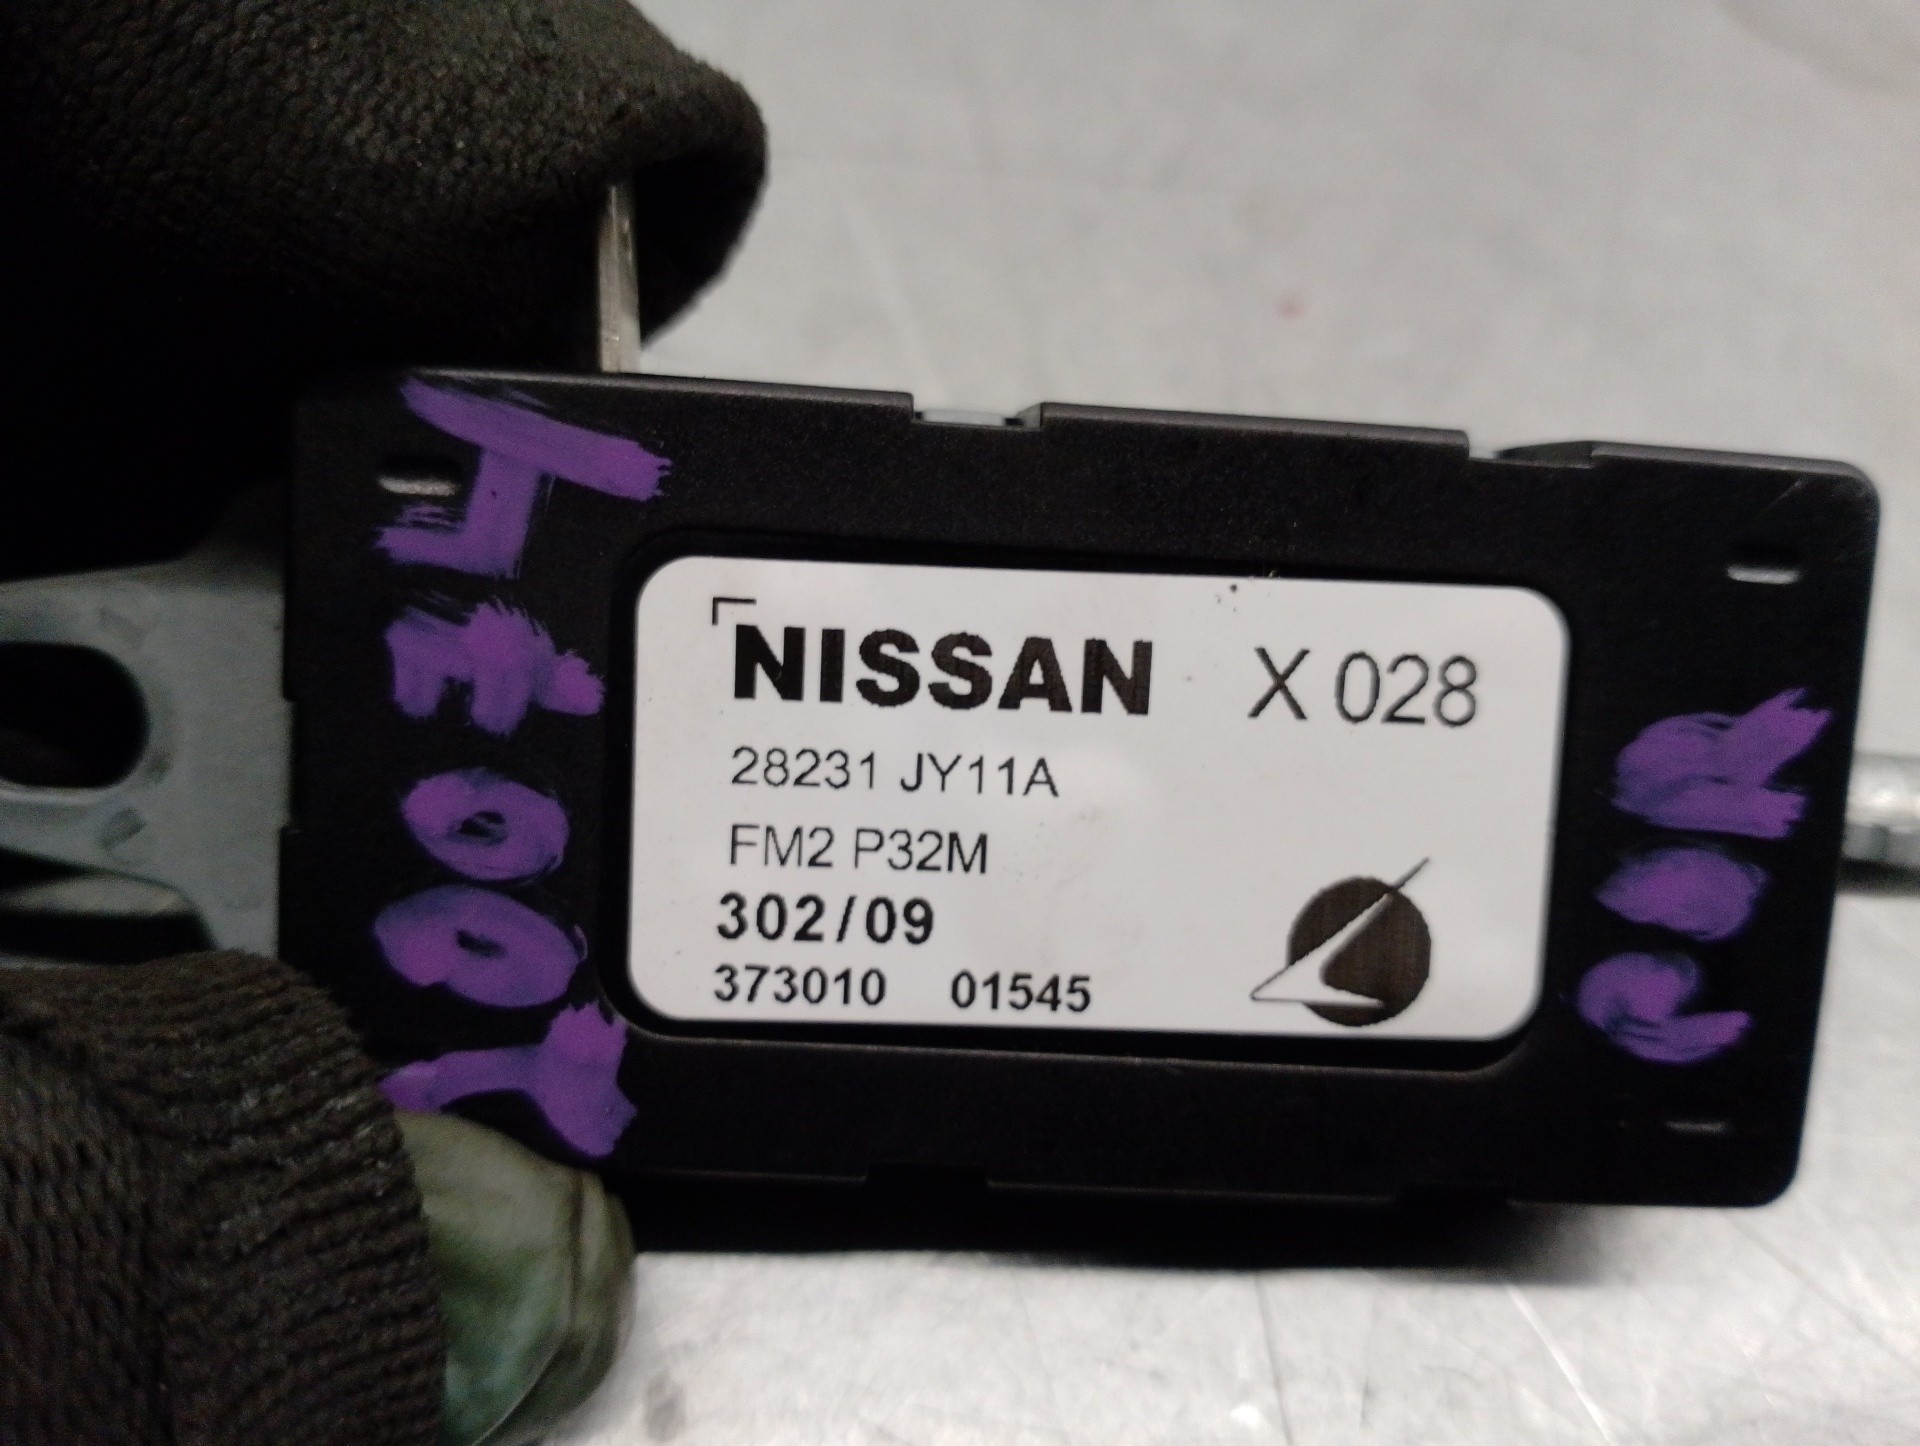 NISSAN X 028
28231 JY11A
FM2 P32M
302/09
373010 01545